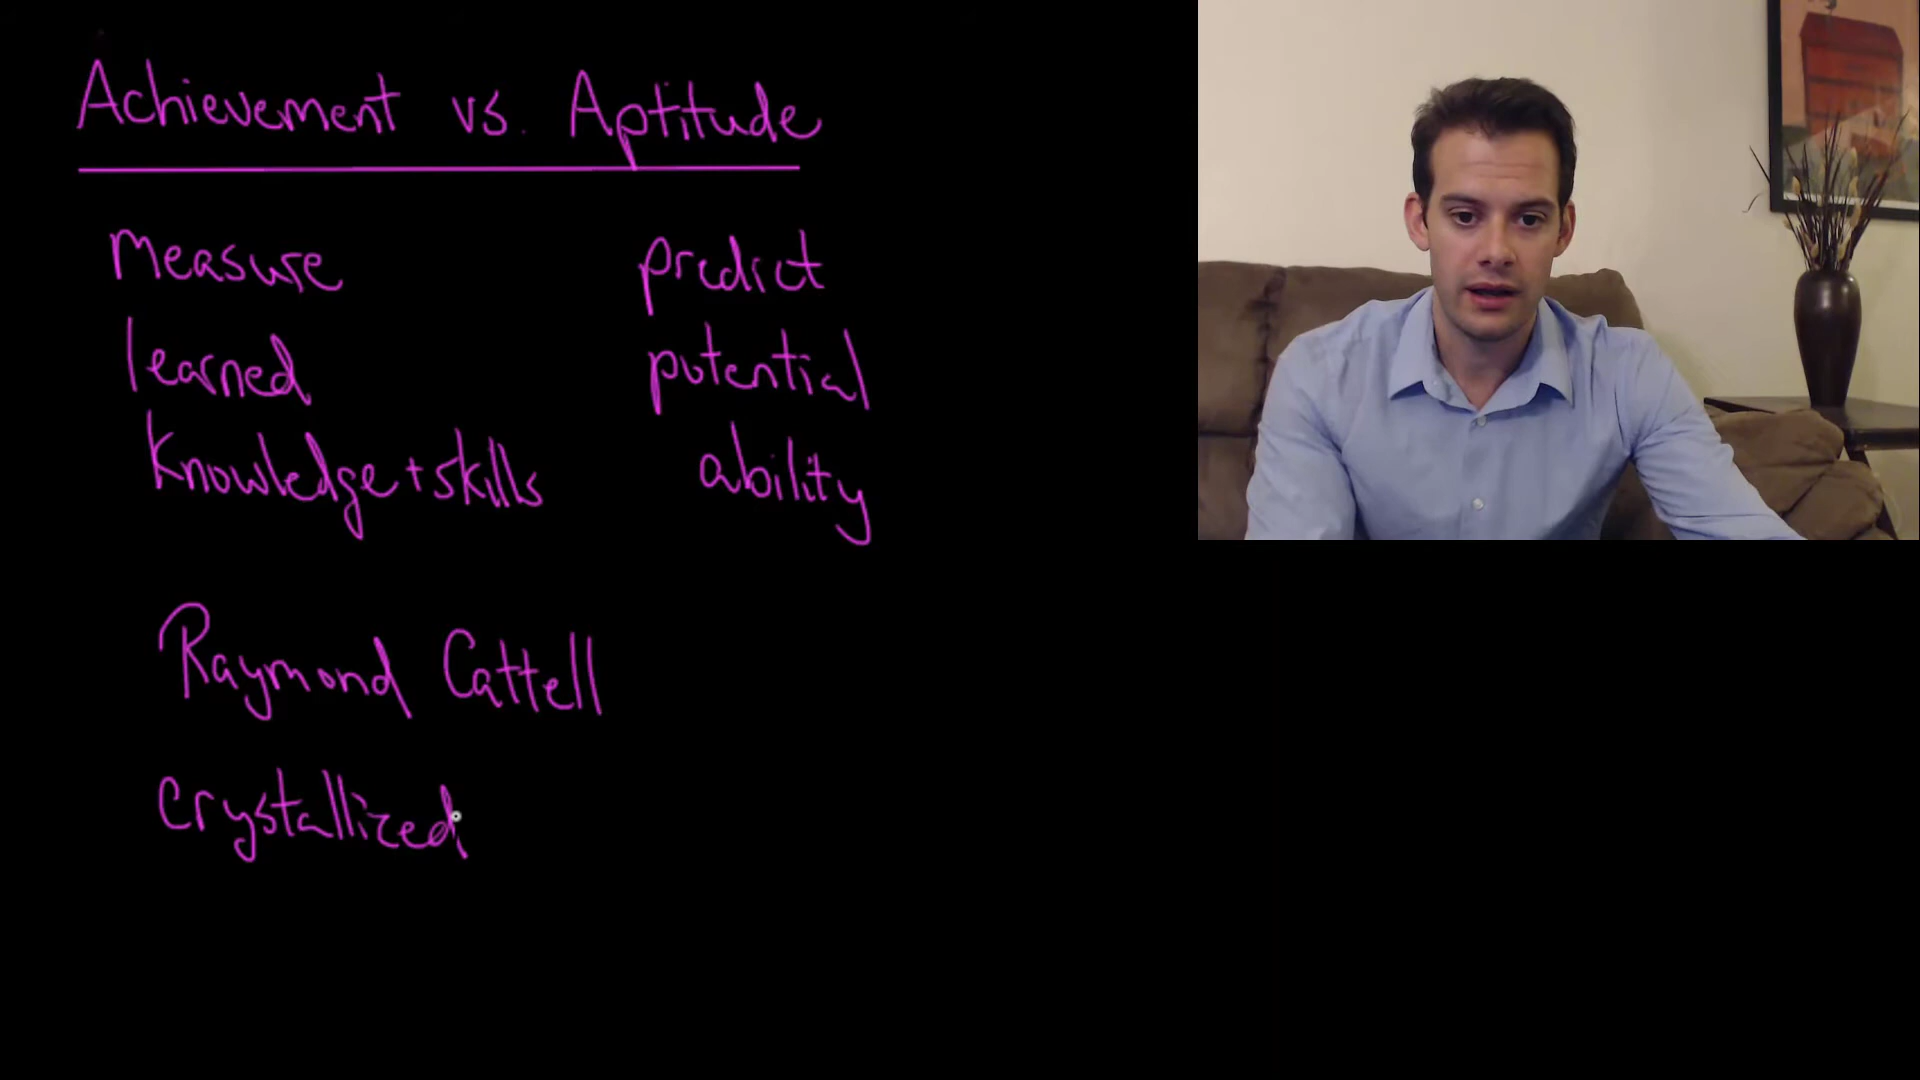 Achievement vs. Aptitude
measure predict
learned potential
knowledge + skills ability
Raymond Cattell
crystallized